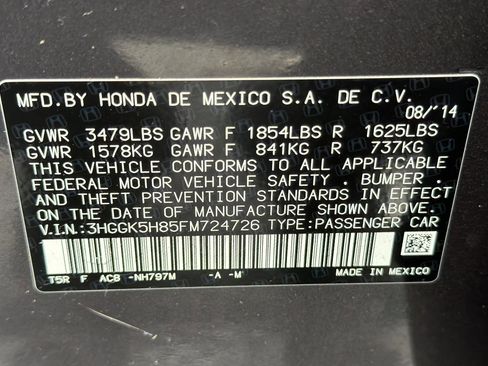 MFD.BY HONDA DE MEXICO S.A. DE C.V.
08/'14
GVWR 3479LBS GAWR F 1854LBS R 1625LBS
GVWR 1578KG GAWR F 841KG R 737KG
THIS VEHICLE CONFORMS TO ALL APPLICABLE
FEDERAL MOTOR VEHICLE SAFETY . BUMPER .
AND THEFT PREVENTION STANDARDS IN EFFECT
ON THE DATE OF MANUFACTURE SHOWN ABOVE.
V.I.N.:3HGGK5H85FM724726 TYPE:PASSENGER CAR
T5R F AC8 -NH797M -A -M
MADE IN MEXICO